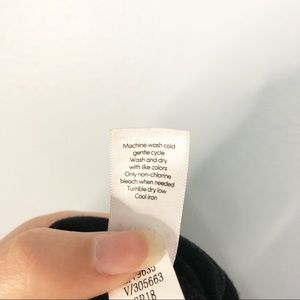 Machine wash cold
gentle cycle
Wash and dry
with like colors
Only non-chlorine
bleach when needed
Tumble dry low
Cool iron
V/305663